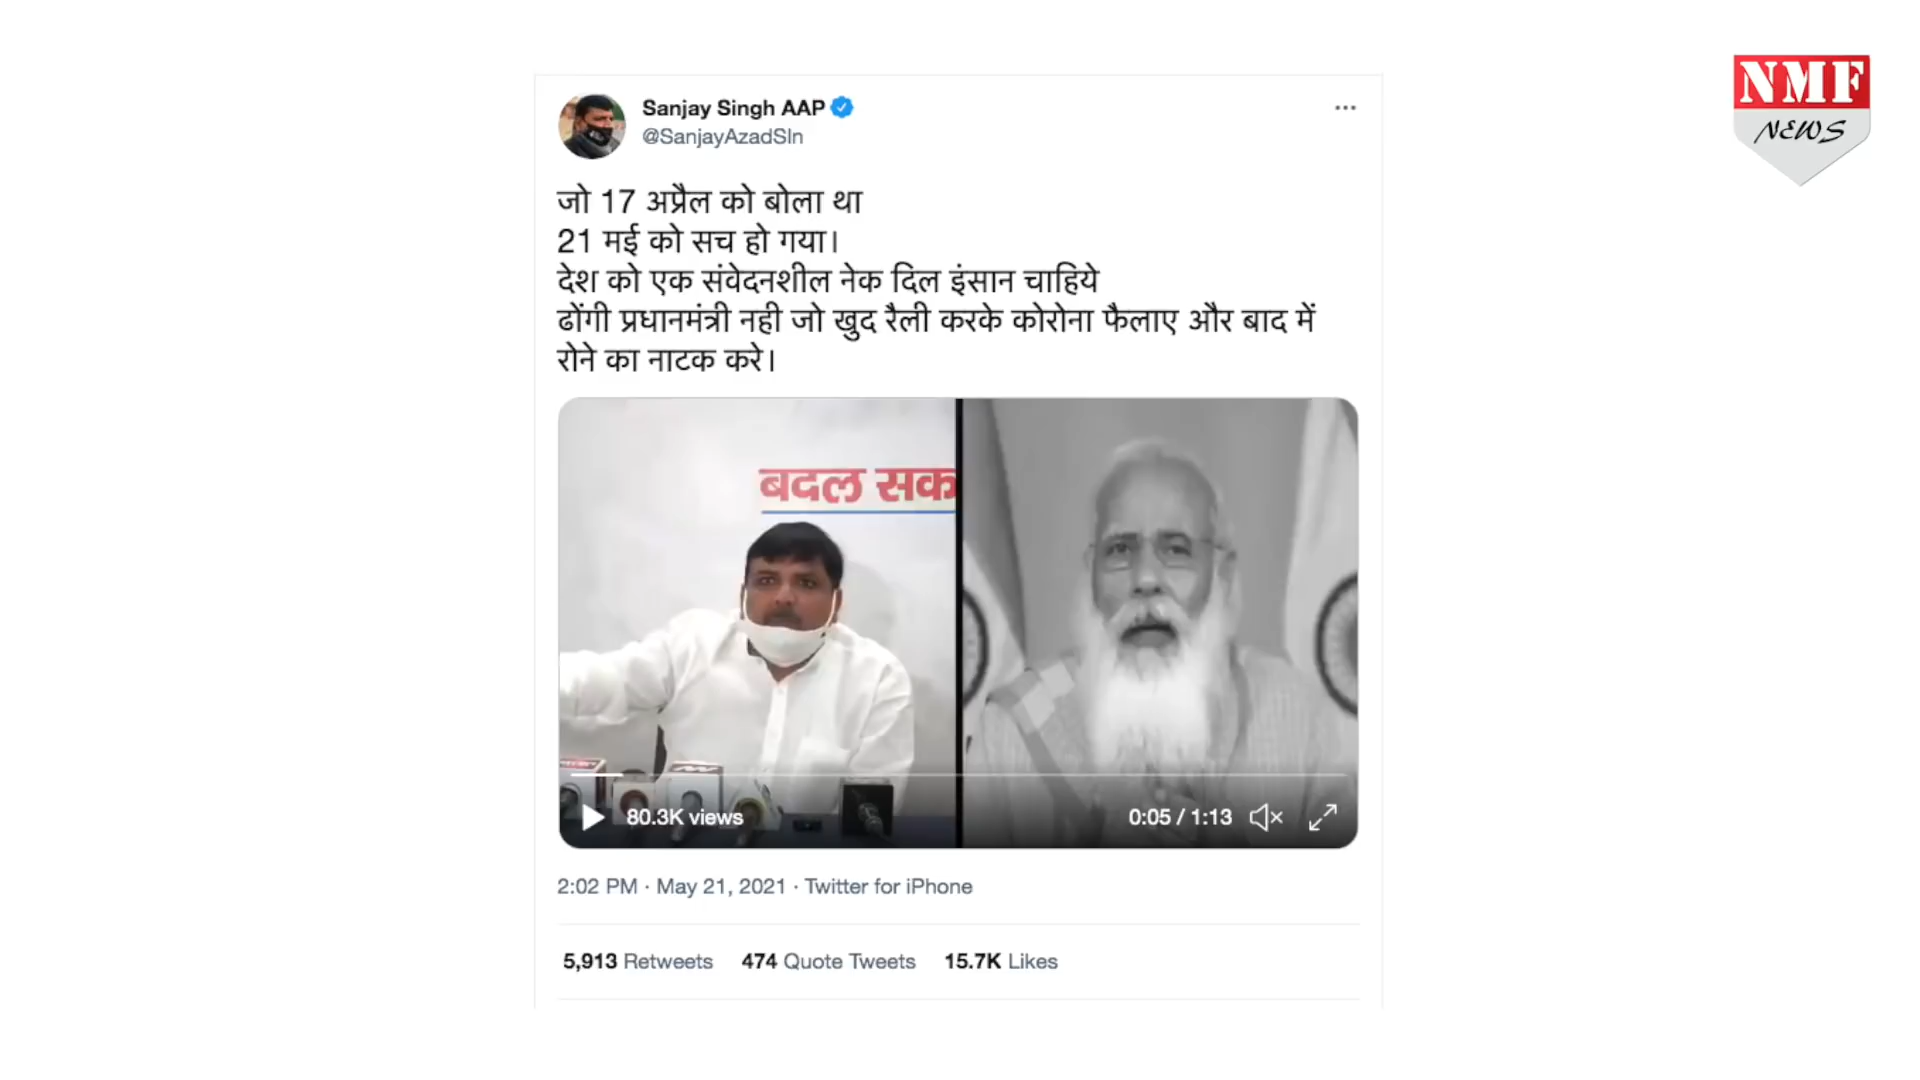 Sanjay Singh AAP
@SanjayAzadSln
NMF
NEWS
जो 17 अप्रैल को बोला था
21 मई को सच हो गया।
देश को एक संवेदनशील नेक दिल इंसान चाहिये
ढोंगी प्रधानमंत्री नही जो खुद रैली करके कोरोना फैलाए और बाद में
रोने का नाटक करे।
बदल सक
80.3K views
0:05 / 1:13
2:02 PM · May 21, 2021 · Twitter for iPhone
5,913 Retweets 474 Quote Tweets 15.7K Likes